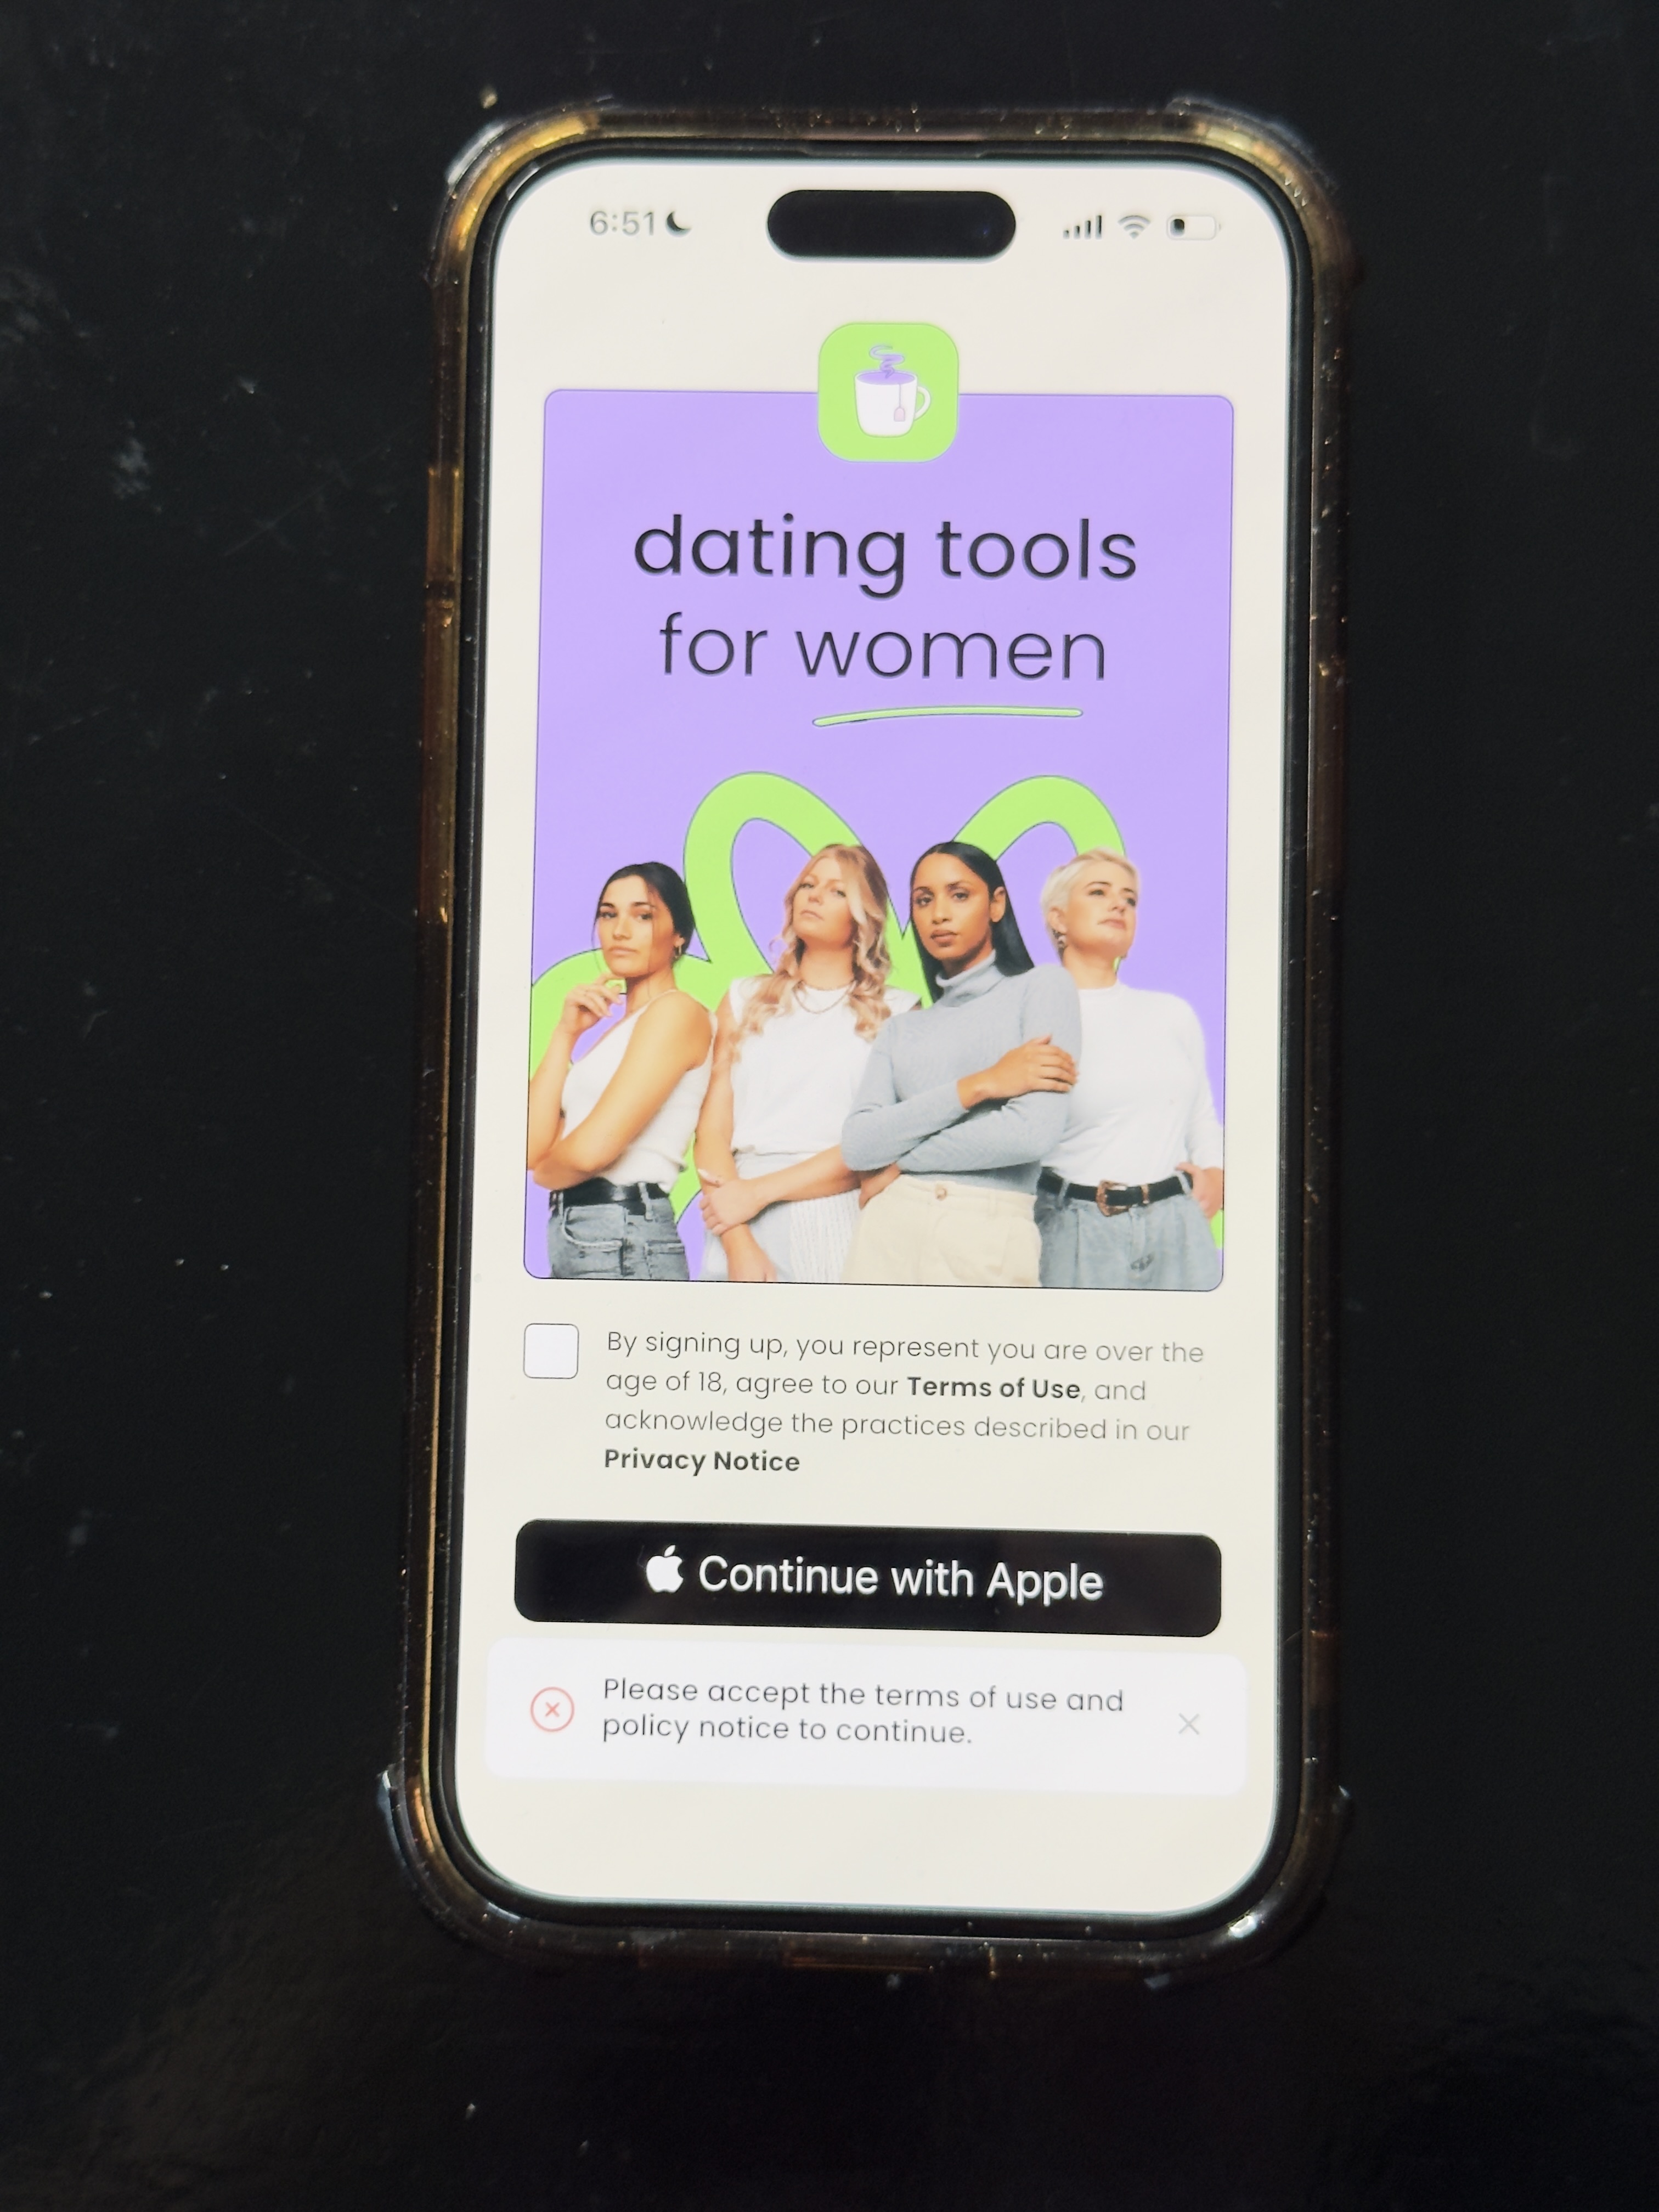 6:51
dating tools
for women
By signing up, you represent you are over the
age of 18, agree to our Terms of Use, and
acknowledge the practices described in our
Privacy Notice
Continue with Apple
Please accept the terms of use and
policy notice to continue.